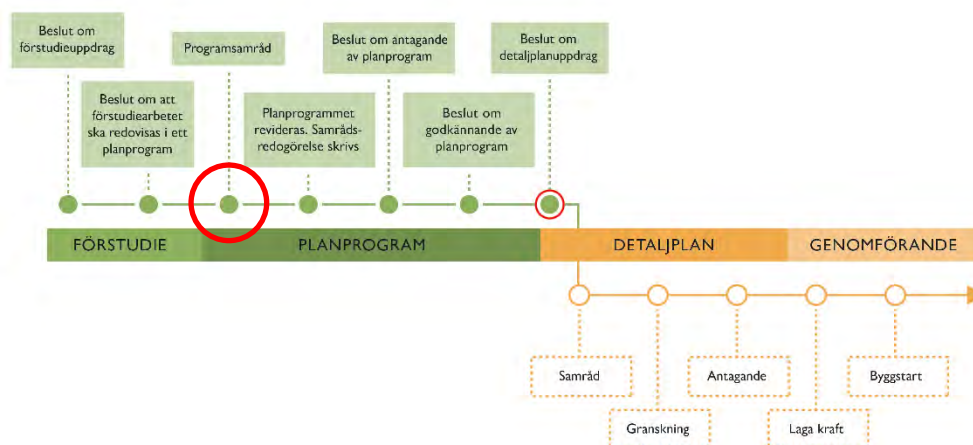 Beslut om
förstudieuppdrag
Programsamråd
Beslut om antagande
av planprogram
Beslut om
detaljplanuppdrag
Beslut om att
förstudiearbetet
ska redovisas i ett
planprogram
Planprogrammet
revideras. Samråds-
redogörelse skrivs
Beslut om
godkännande av
planprogram
FÖRSTUDIE
PLANPROGRAM
DETALJPLAN
GENOMFÖRANDE
Samråd
Antagande
Byggstart
Granskning
Laga kraft